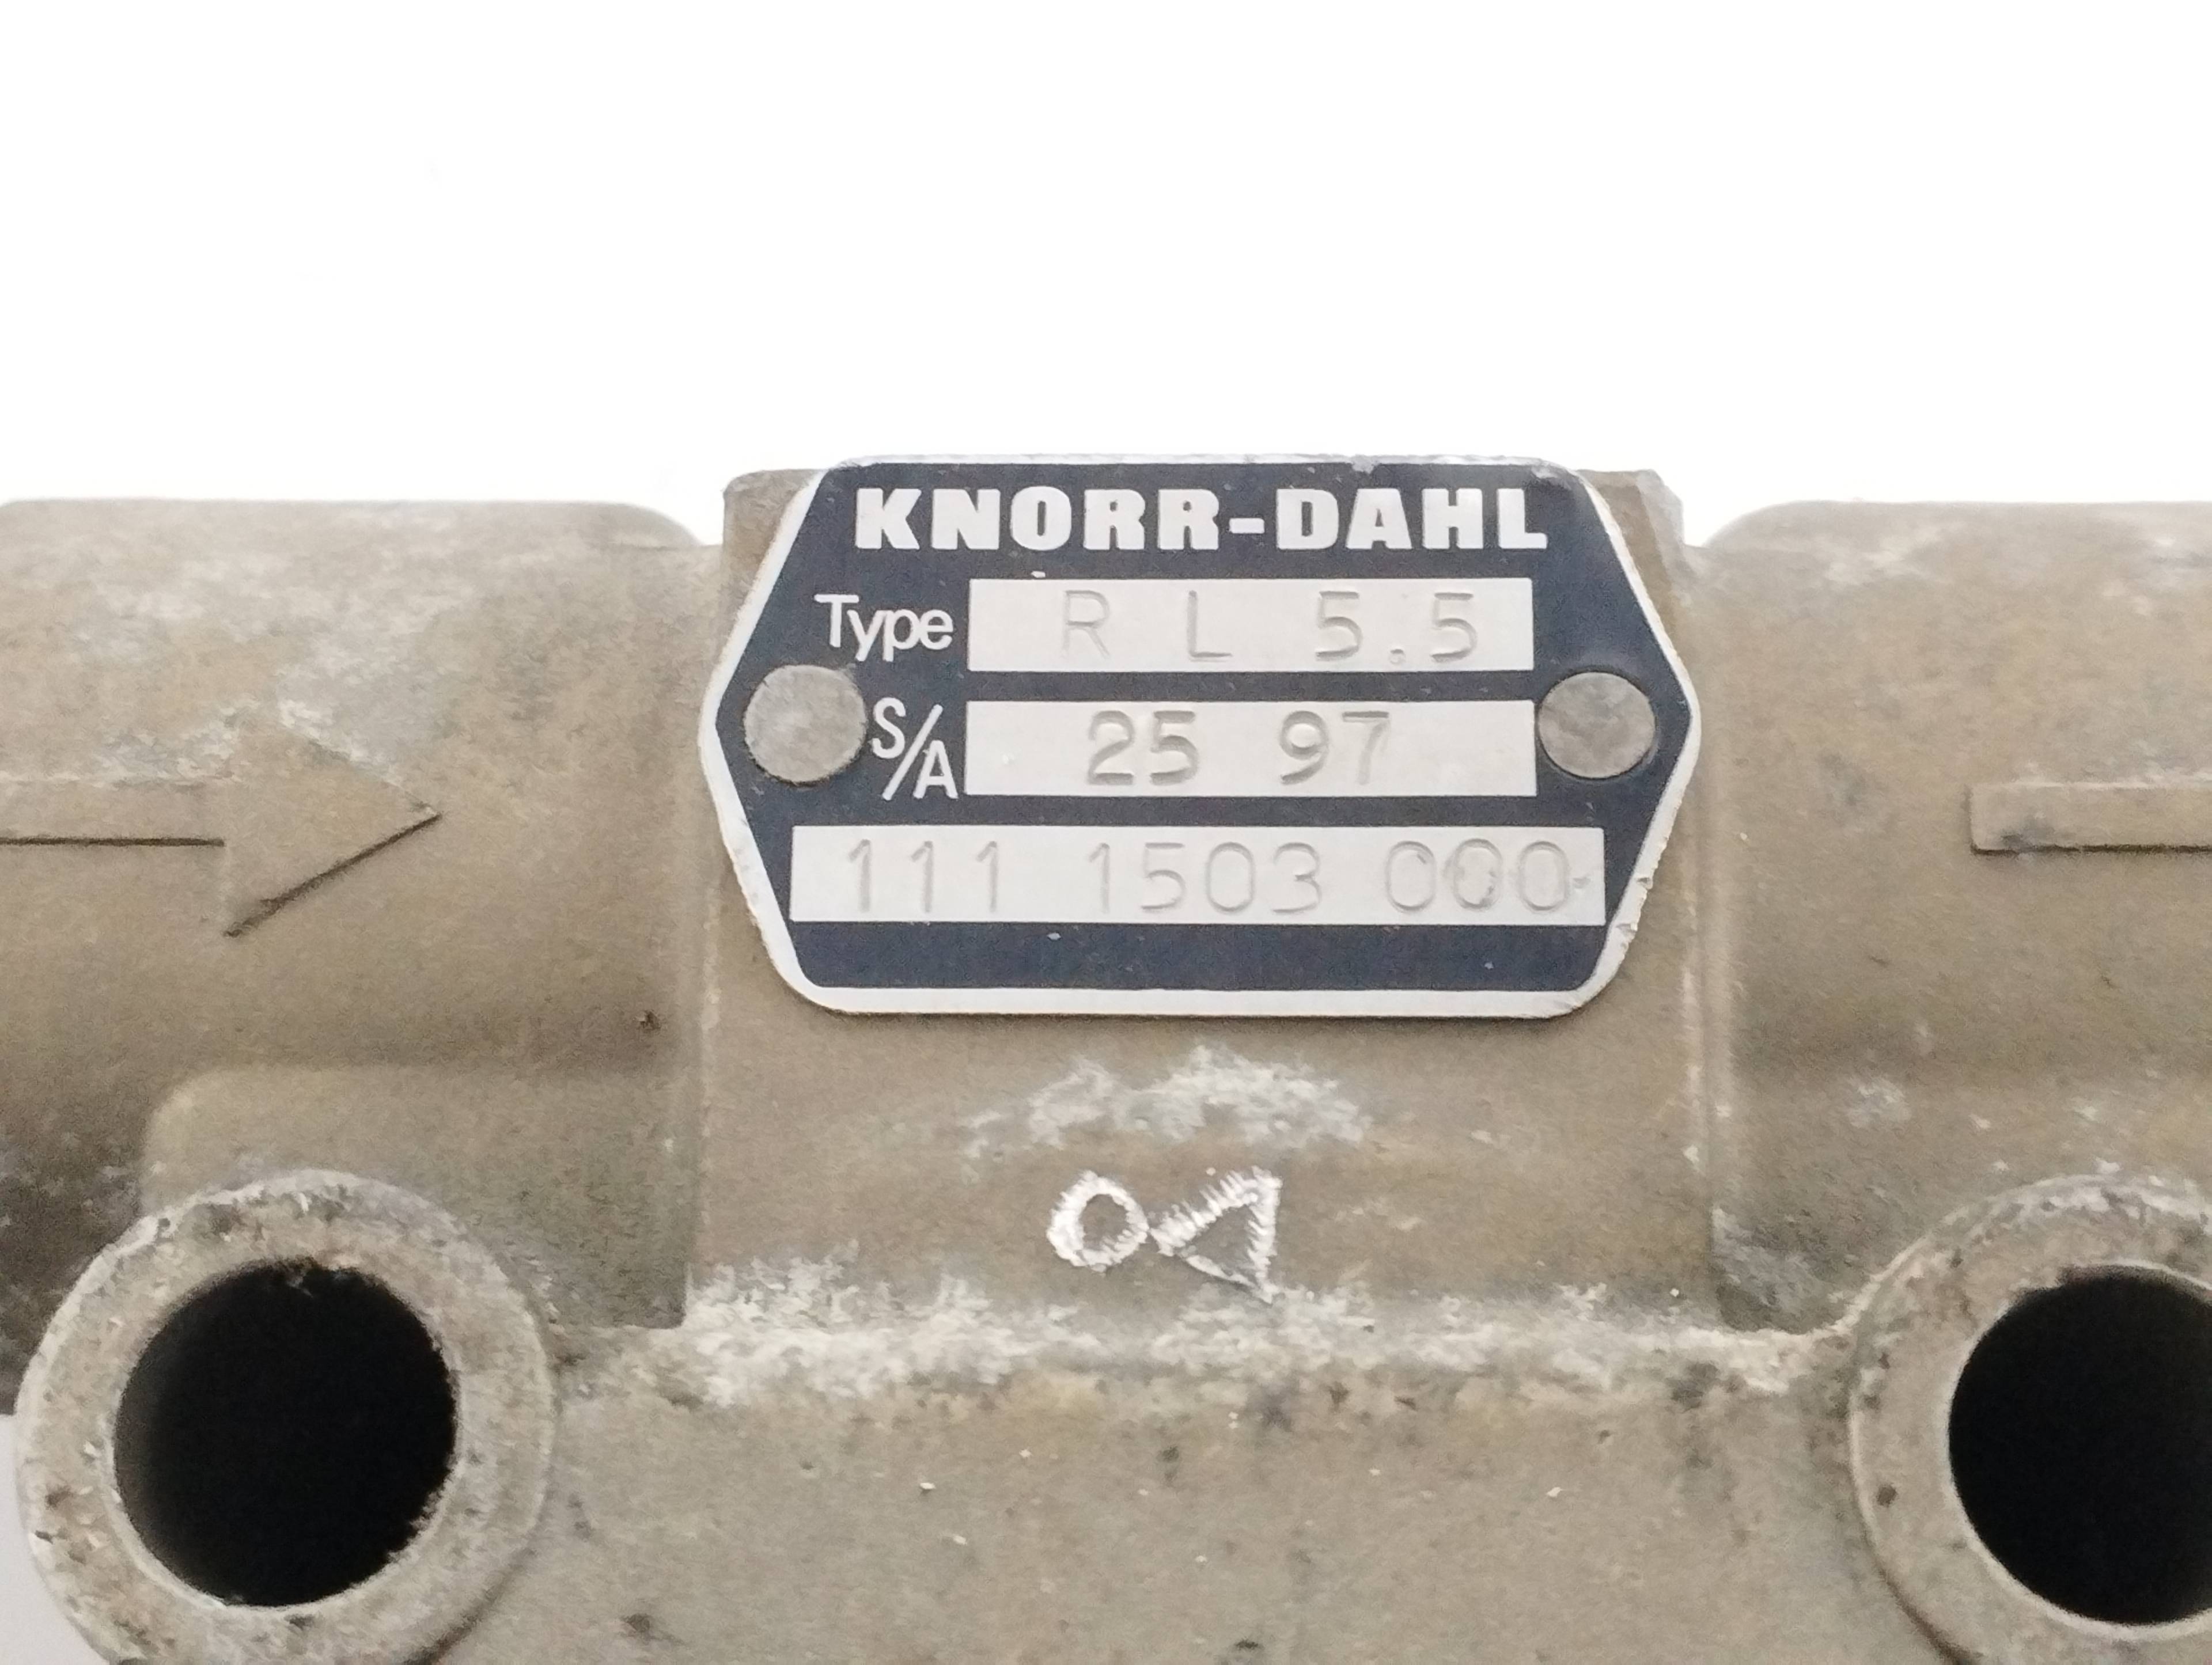 KNORR-DAHL
Type R L 5.5
S/A 25 97
111 1503 000